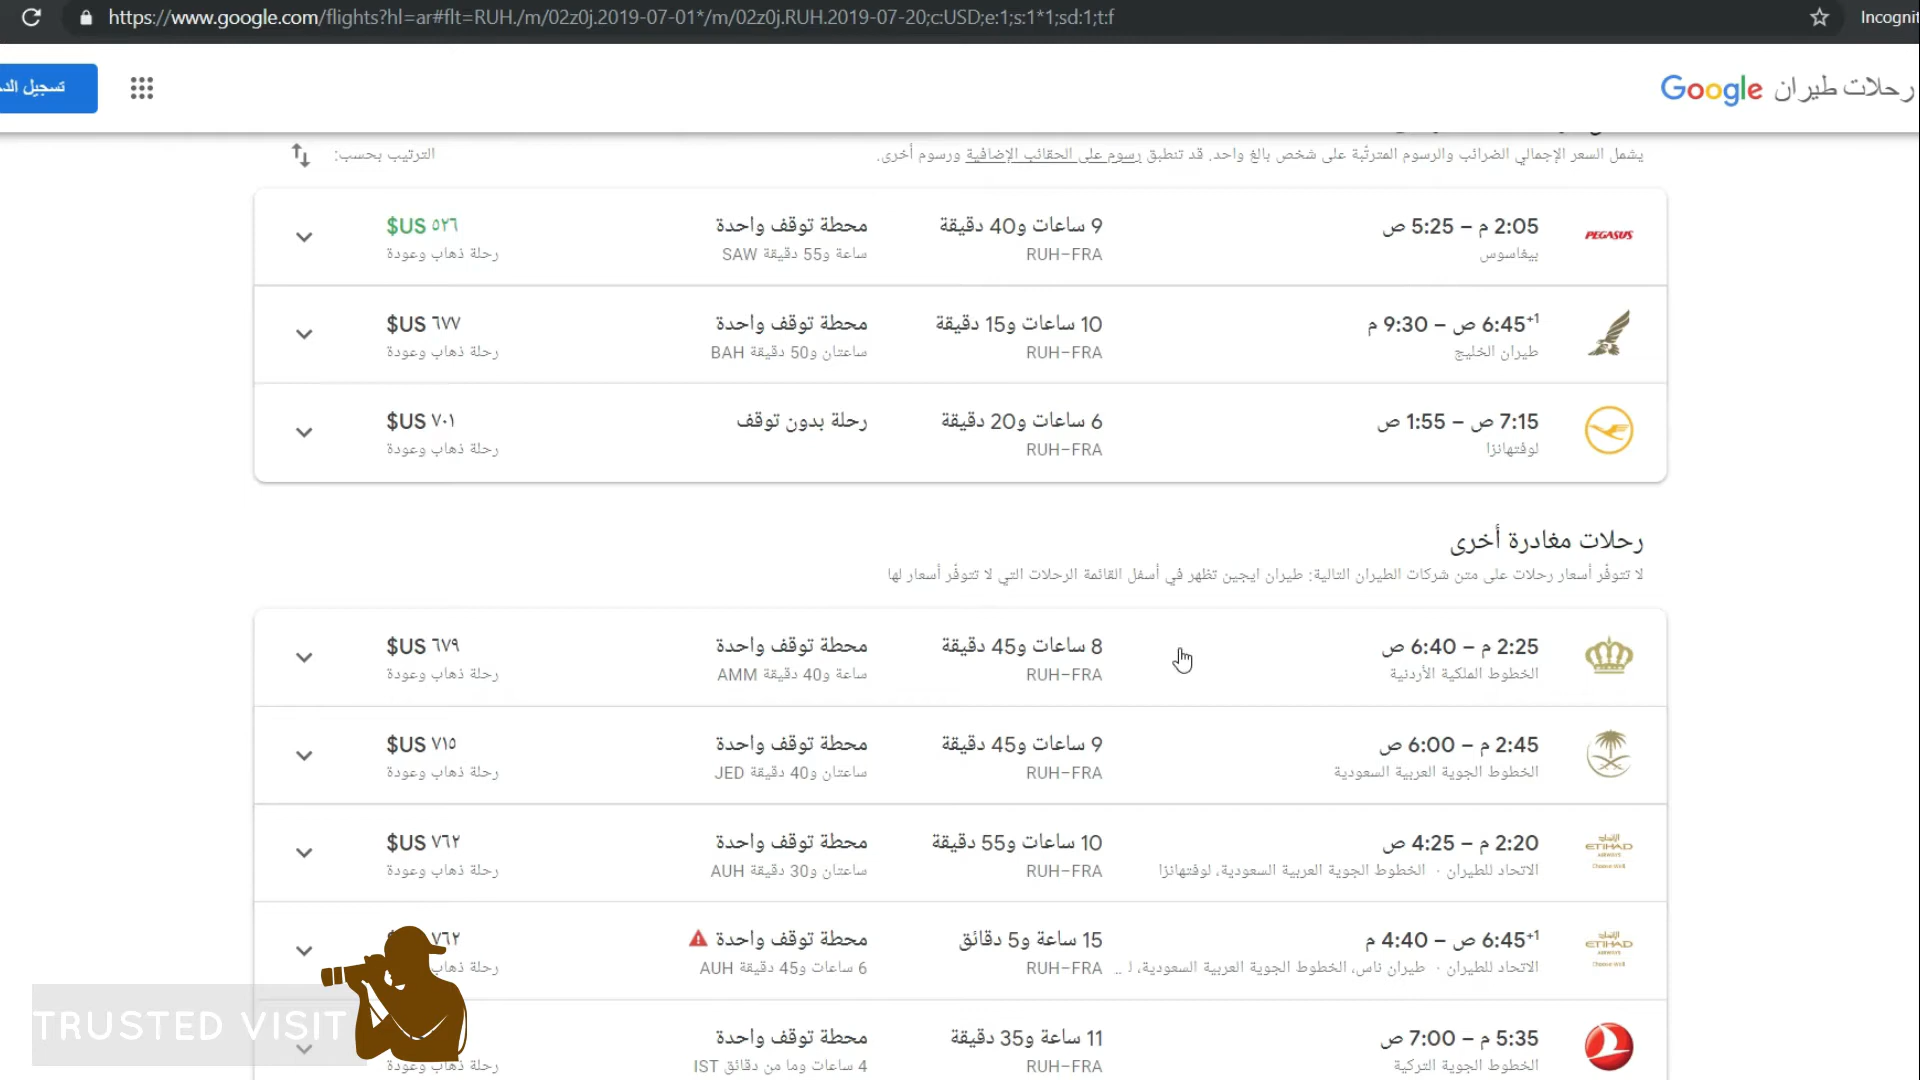 https://www.google.com/flights?hl=ar#flt=RUH./m/02z0j.2019-07-01*/m/02z0j.RUH.2019-07-20;c:USD;e:1;s:1*1;sd:1;t:f
Incognit
رحلات طيران Google
تسجيل الد
يشمل السعر الإجمالي الضرائب والرسوم المترتّبة على شخص بالغ واحد. قد تنطبق رسوم على الحقائب الإضافية ورسوم أخرى.
الترتيب بحسب:
PEGASUS
5:25 ص – 2:05 م
9 ساعات و40 دقيقة
محطة توقف واحدة
$US ٥٢٦
بيغاسوس
RUH–FRA
ساعة و55 دقيقة SAW
رحلة ذهاب وعودة
9:30 م – 6:45 ص+1
10 ساعات و15 دقيقة
محطة توقف واحدة
$US ٦٧٧
طيران الخليج
RUH–FRA
ساعتان و50 دقيقة BAH
رحلة ذهاب وعودة
1:55 ص – 7:15 ص
6 ساعات و20 دقيقة
رحلة بدون توقف
$US ٧٠١
لوفتهانزا
RUH–FRA
رحلة ذهاب وعودة
رحلات مغادرة أخرى
لا تتوفّر أسعار رحلات على متن شركات الطيران التالية: طيران ايجين تظهر في أسفل القائمة الرحلات التي لا تتوفّر أسعار لها
6:40 ص – 2:25 م
8 ساعات و45 دقيقة
محطة توقف واحدة
$US ٦٧٩
الخطوط الملكية الأردنية
RUH–FRA
ساعة و40 دقيقة AMM
رحلة ذهاب وعودة
6:00 ص – 2:45 م
9 ساعات و45 دقيقة
محطة توقف واحدة
$US ٧١٥
الخطوط الجوية العربية السعودية
RUH–FRA
ساعتان و40 دقيقة JED
رحلة ذهاب وعودة
الإتحاد
ETIHAD
AIRWAYS
4:25 ص – 2:20 م
10 ساعات و55 دقيقة
محطة توقف واحدة
$US ٧٦٢
الاتحاد للطيران · الخطوط الجوية العربية السعودية، لوفتهانزا
RUH–FRA
ساعتان و30 دقيقة AUH
رحلة ذهاب وعودة
الإتحاد
ETIHAD
AIRWAYS
4:40 م – 6:45 ص+1
15 ساعة و5 دقائق
محطة توقف واحدة
٧٦٢
الاتحاد للطيران · طيران ناس، الخطوط الجوية العربية السعودية، ل ..
RUH–FRA
6 ساعات و45 دقيقة AUH
رحلة ذهاب
7:00 ص – 5:35 م
11 ساعة و35 دقيقة
محطة توقف واحدة
الخطوط الجوية التركية
RUH–FRA
4 ساعات وما من دقائق IST
رحلة ذهاب وعودة
TRUSTED VISIT